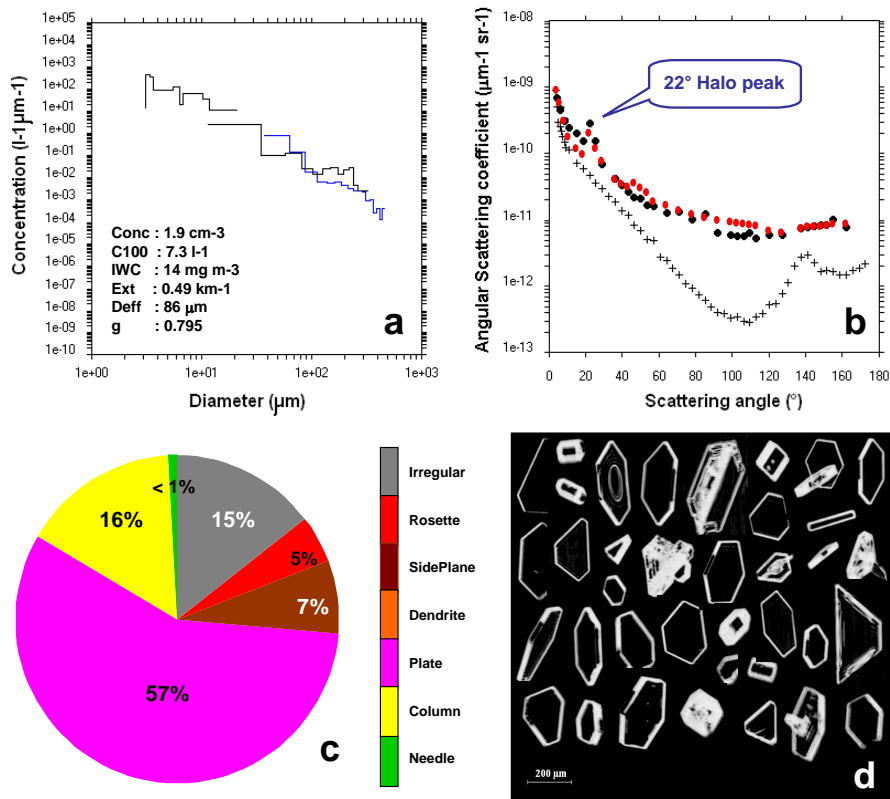 a
1e+05
1e+04
1e+03
1e+02
1e+01
1e+00
1e-01
1e-02
1e-03
1e-04
1e-05
1e-06
1e-07
1e-08
1e-09
1e-10
Concentration (l-1µm-1)
Conc : 1.9 cm-3
C100 : 7.3 l-1
IWC : 14 mg m-3
Ext : 0.49 km-1
Deff : 86 µm
g : 0.795
1e+00 1e+01 1e+02 1e+03
Diameter (µm)
b
1e-08
1e-09
1e-10
1e-11
1e-12
1e-13
Angular Scattering coefficient (µm-1 sr-1)
22° Halo peak
0 20 40 60 80 100 120 140 160 180
Scattering angle (°)
c
< 1%
16%
15%
5%
7%
57%
Irregular
Rosette
SidePlane
Dendrite
Plate
Column
Needle
200 µm
d